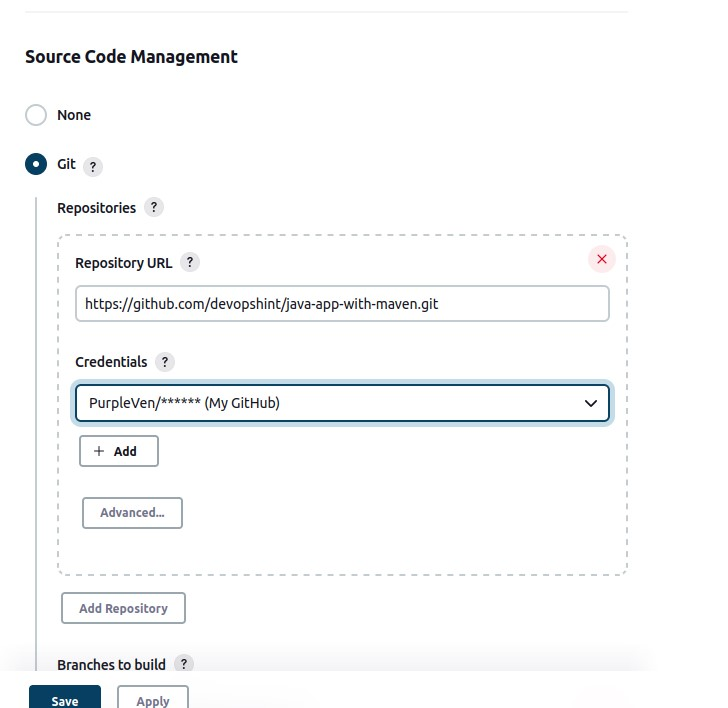 Source Code Management
None
Git ?
Repositories ?
Repository URL ?
https://github.com/devopshint/java-app-with-maven.git
Credentials ?
PurpleVen/****** (My GitHub)
+ Add
Advanced...
Add Repository
Branches to build ?
Save Apply